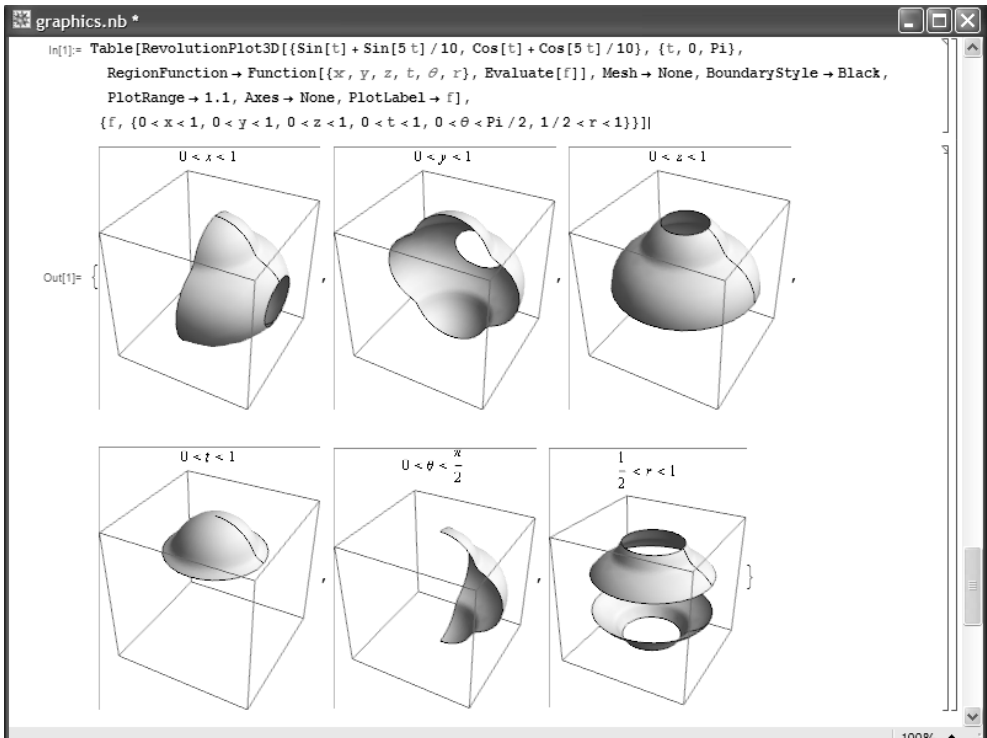 graphics.nb *
In[1]:= Table[RevolutionPlot3D[{Sin[t] + Sin[5 t] / 10, Cos[t] + Cos[5 t] / 10}, {t, 0, Pi},
RegionFunction → Function[{x, y, z, t, θ, r}, Evaluate[f]], Mesh → None, BoundaryStyle → Black,
PlotRange → 1.1, Axes → None, PlotLabel → f],
{f, {0 < x < 1, 0 < y < 1, 0 < z < 1, 0 < t < 1, 0 < θ < Pi / 2, 1/2 < r < 1}}]
0 < x < 1
0 < y < 1
0 < z < 1
Out[1]= { , , ,
0 < t < 1
0 < θ < π/2
1/2 < r < 1
, , }
100%